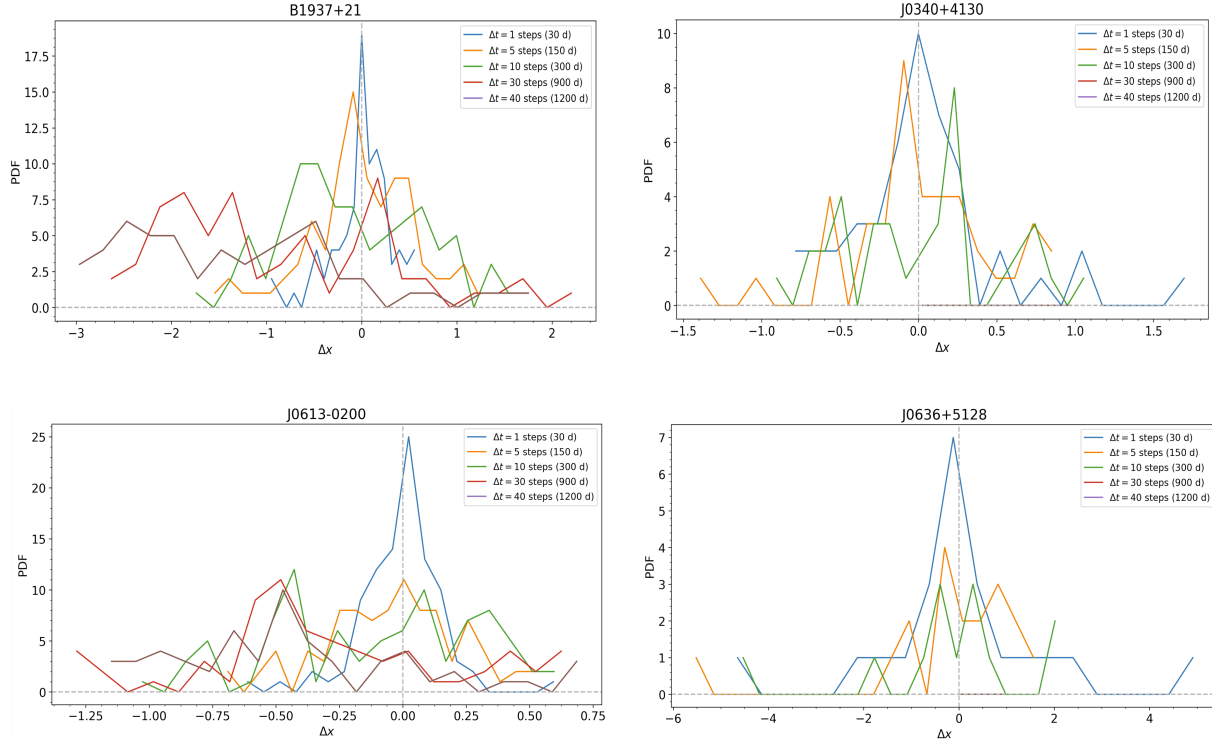 B1937+21
PDF
17.5
15.0
12.5
10.0
7.5
5.0
2.5
0.0
−3
−2
−1
0
1
2
Δx
Δt = 1 steps (30 d)
Δt = 5 steps (150 d)
Δt = 10 steps (300 d)
Δt = 30 steps (900 d)
Δt = 40 steps (1200 d)
J0340+4130
PDF
10
8
6
4
2
0
−1.5
−1.0
−0.5
0.0
0.5
1.0
1.5
Δx
Δt = 1 steps (30 d)
Δt = 5 steps (150 d)
Δt = 10 steps (300 d)
Δt = 30 steps (900 d)
Δt = 40 steps (1200 d)
J0613-0200
PDF
25
20
15
10
5
0
−1.25
−1.00
−0.75
−0.50
−0.25
0.00
0.25
0.50
0.75
Δx
Δt = 1 steps (30 d)
Δt = 5 steps (150 d)
Δt = 10 steps (300 d)
Δt = 30 steps (900 d)
Δt = 40 steps (1200 d)
J0636+5128
PDF
7
6
5
4
3
2
1
0
−6
−4
−2
0
2
4
Δx
Δt = 1 steps (30 d)
Δt = 5 steps (150 d)
Δt = 10 steps (300 d)
Δt = 30 steps (900 d)
Δt = 40 steps (1200 d)